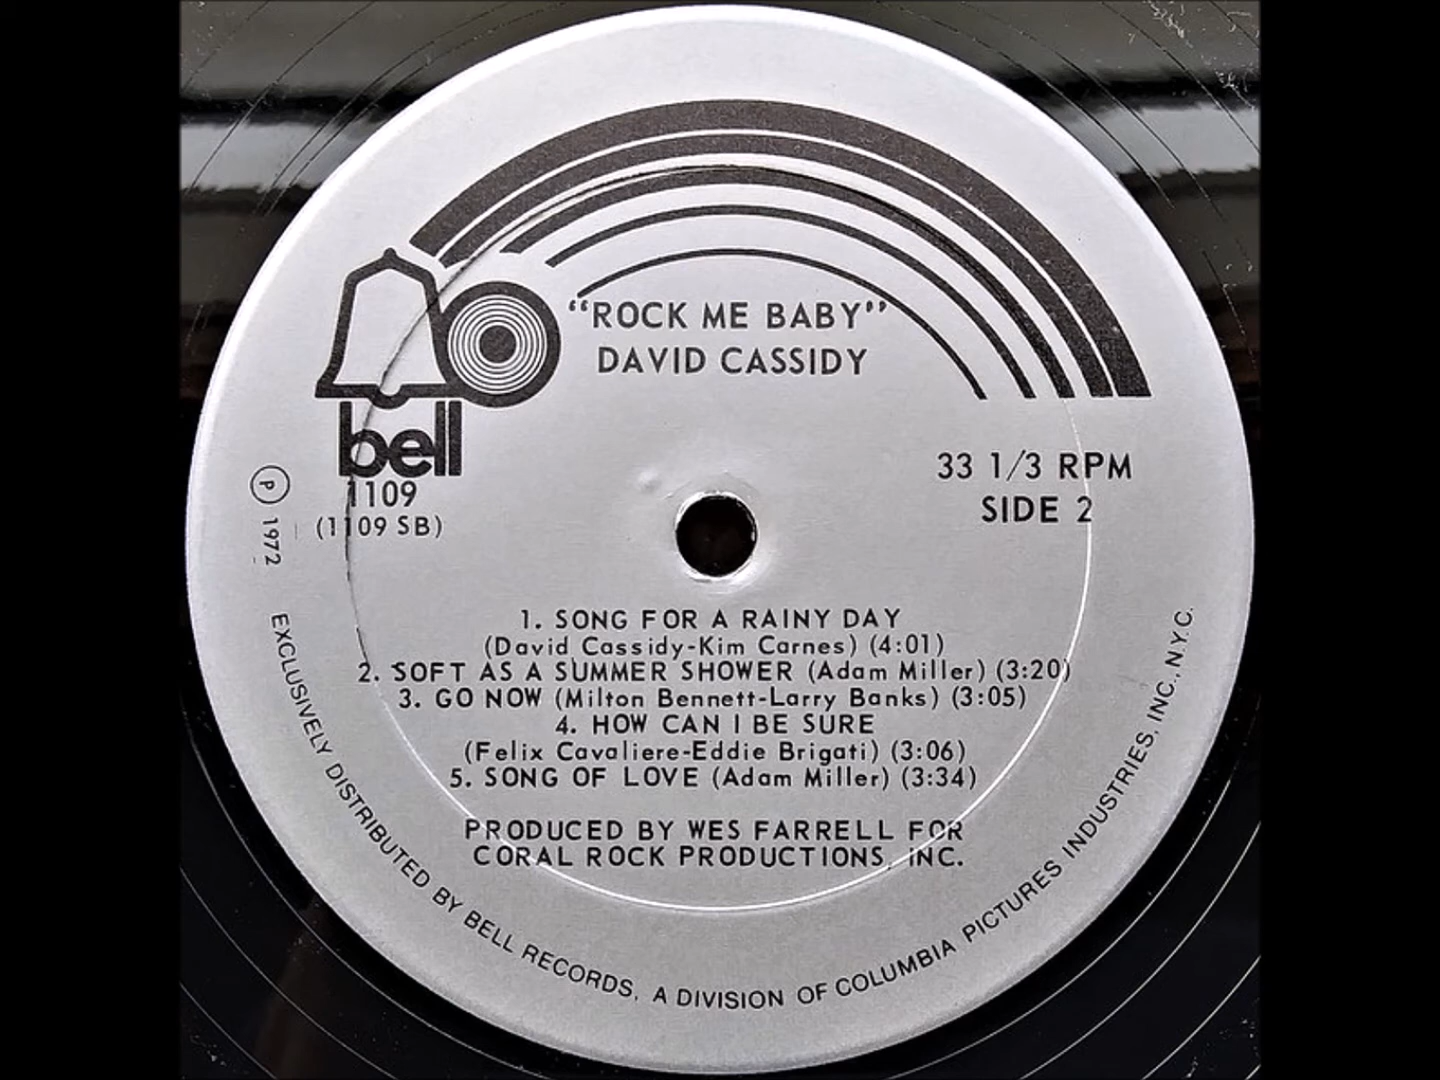 “ROCK ME BABY”
DAVID CASSIDY
bell
1109
(1109 SB)
33 1/3 RPM
SIDE 2
P 1972
1. SONG FOR A RAINY DAY
(David Cassidy-Kim Carnes) (4:01)
2. SOFT AS A SUMMER SHOWER (Adam Miller) (3:20)
3. GO NOW (Milton Bennett-Larry Banks) (3:05)
4. HOW CAN I BE SURE
(Felix Cavaliere-Eddie Brigati) (3:06)
5. SONG OF LOVE (Adam Miller) (3:34)
PRODUCED BY WES FARRELL FOR
CORAL ROCK PRODUCTIONS, INC.
EXCLUSIVELY DISTRIBUTED BY BELL RECORDS, A DIVISION OF COLUMBIA PICTURES INDUSTRIES, INC., N.Y.C.